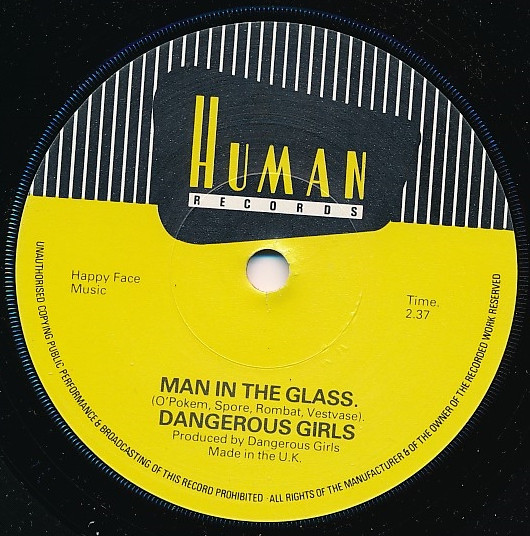 HUMAN
RECORDS
Happy Face
Music
Time.
2.37
MAN IN THE GLASS.
(O'Pokem, Spore, Rombat, Vestvase).
DANGEROUS GIRLS
Produced by Dangerous Girls
Made in the U.K.
UNAUTHORISED COPYING PUBLIC PERFORMANCE & BROADCASTING OF THIS RECORD PROHIBITED · ALL RIGHTS OF THE MANUFACTURER & OF THE OWNER OF THE RECORDED WORK RESERVED